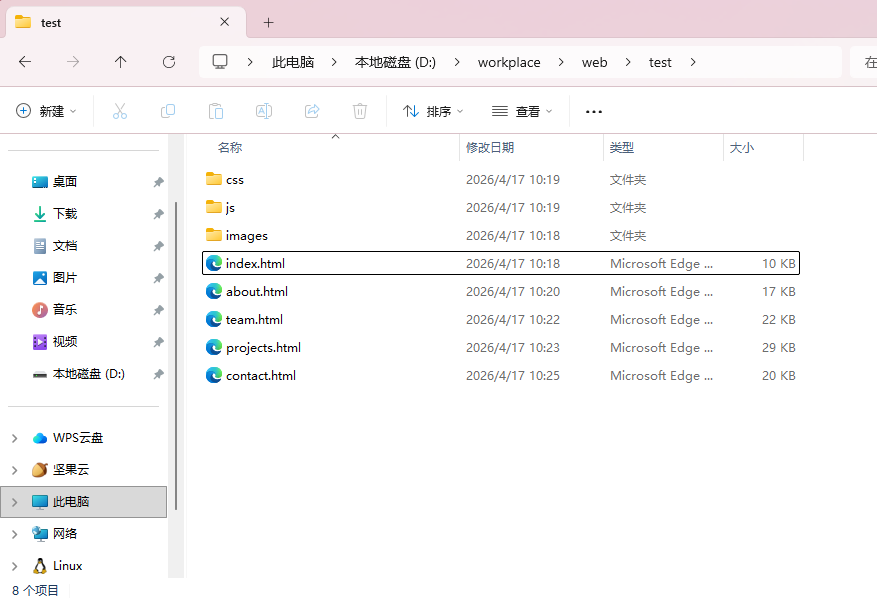 test
此电脑 本地磁盘 (D:) workplace web test 在
新建 排序 查看
名称 修改日期 类型 大小
css 2026/4/17 10:19 文件夹
js 2026/4/17 10:19 文件夹
images 2026/4/17 10:18 文件夹
index.html 2026/4/17 10:18 Microsoft Edge ... 10 KB
about.html 2026/4/17 10:20 Microsoft Edge ... 17 KB
team.html 2026/4/17 10:22 Microsoft Edge ... 22 KB
projects.html 2026/4/17 10:23 Microsoft Edge ... 29 KB
contact.html 2026/4/17 10:25 Microsoft Edge ... 20 KB
桌面
下载
文档
图片
音乐
视频
本地磁盘 (D:)
WPS云盘
坚果云
此电脑
网络
Linux
8 个项目